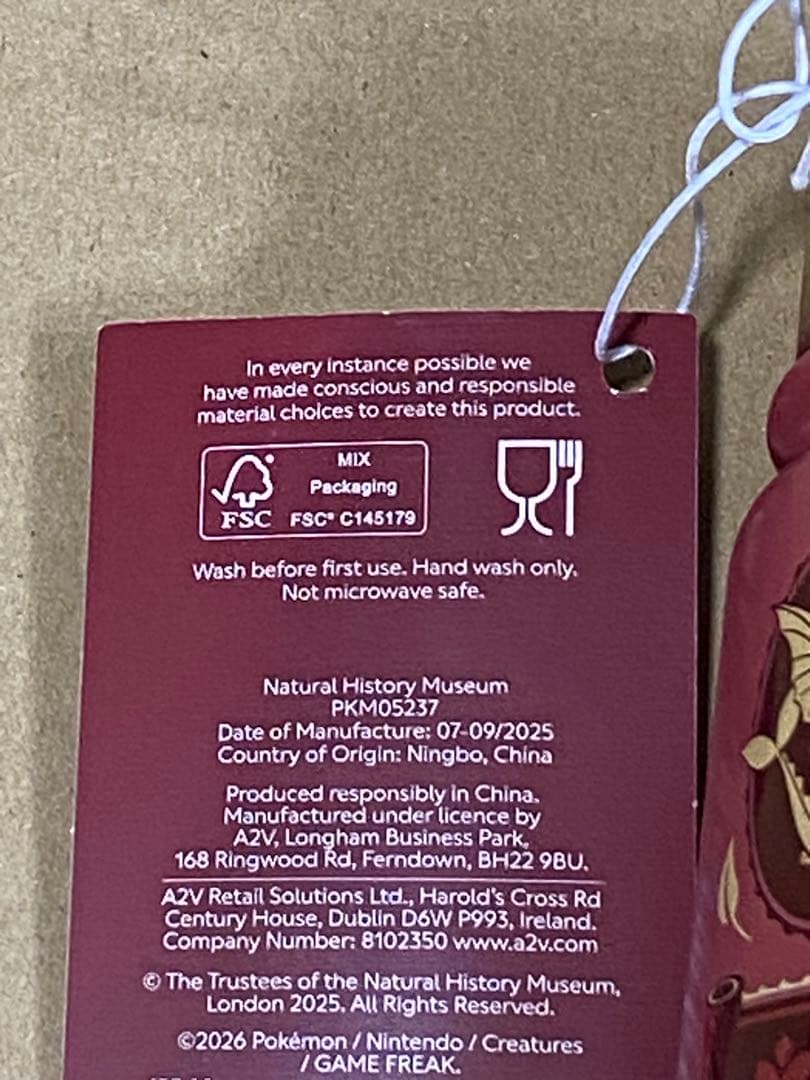 In every instance possible we
have made conscious and responsible
material choices to create this product.
MIX
Packaging
FSC
FSC® C145179
Wash before first use. Hand wash only.
Not microwave safe.
Natural History Museum
PKM05237
Date of Manufacture: 07-09/2025
Country of Origin: Ningbo, China
Produced responsibly in China.
Manufactured under licence by
A2V, Longham Business Park,
168 Ringwood Rd, Ferndown, BH22 9BU.
A2V Retail Solutions Ltd., Harold's Cross Rd
Century House, Dublin D6W P993, Ireland.
Company Number: 8102350 www.a2v.com
© The Trustees of the Natural History Museum,
London 2025. All Rights Reserved.
©2026 Pokémon / Nintendo / Creatures
/ GAME FREAK.